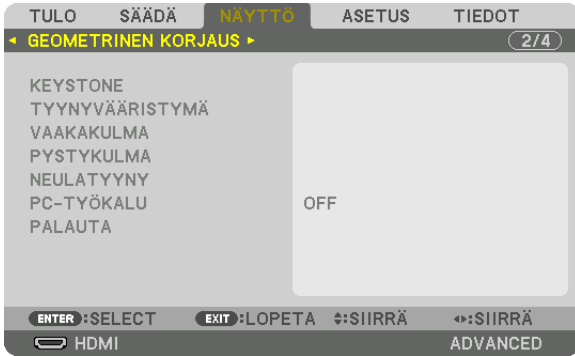 TULO SÄÄDÄ NÄYTTÖ ASETUS TIEDOT
GEOMETRINEN KORJAUS 2/4
KEYSTONE
TYYNYVÄÄRISTYMÄ
VAAKAKULMA
PYSTYKULMA
NEULATYYNY
PC-TYÖKALU OFF
PALAUTA
ENTER:SELECT EXIT:LOPETA :SIIRRÄ :SIIRRÄ
HDMI ADVANCED